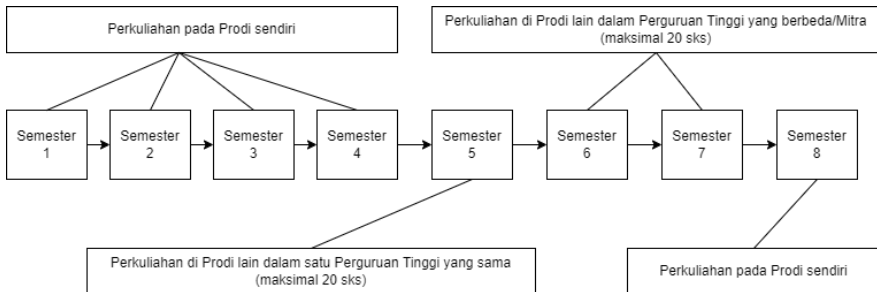 Perkuliahan pada Prodi sendiri
Perkuliahan di Prodi lain dalam Perguruan Tinggi yang berbeda/Mitra
(maksimal 20 sks)
Semester
1
Semester
2
Semester
3
Semester
4
Semester
5
Semester
6
Semester
7
Semester
8
Perkuliahan di Prodi lain dalam satu Perguruan Tinggi yang sama
(maksimal 20 sks)
Perkuliahan pada Prodi sendiri